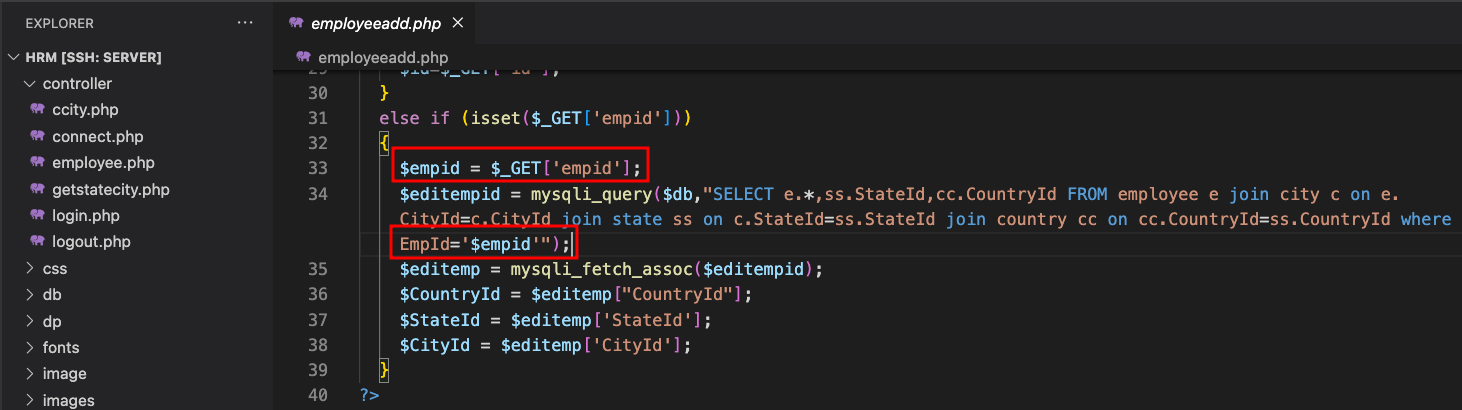 EXPLORER
...
employeeadd.php ×
HRM [SSH: SERVER]
controller
ccity.php
connect.php
employee.php
getstatecity.php
login.php
logout.php
css
db
dp
fonts
image
images
employeeadd.php
29 $id=$_GET['id'];
30 }
31 else if (isset($_GET['empid']))
32 {
33 $empid = $_GET['empid'];
34 $editempid = mysqli_query($db,"SELECT e.*,ss.StateId,cc.CountryId FROM employee e join city c on e.
CityId=c.CityId join state ss on c.StateId=ss.StateId join country cc on cc.CountryId=ss.CountryId where
EmpId='$empid'");
35 $editemp = mysqli_fetch_assoc($editempid);
36 $CountryId = $editemp["CountryId"];
37 $StateId = $editemp['StateId'];
38 $CityId = $editemp['CityId'];
39 }
40 ?>